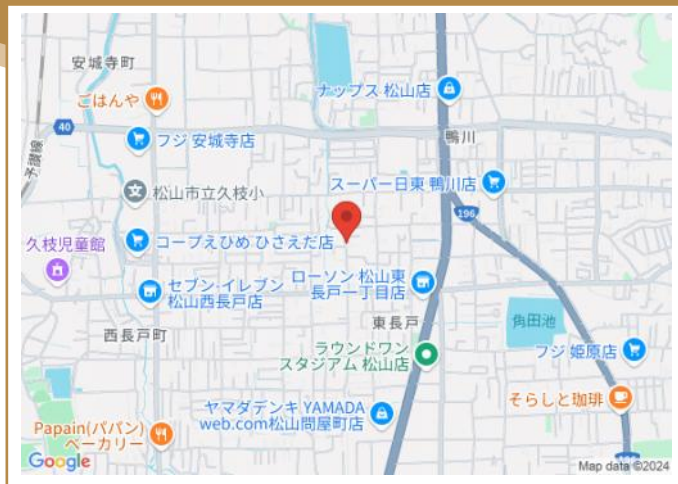 安城寺町
ごはんや
ナップス 松山店
40
フジ 安城寺店
鴨川
予讃線
松山市立久枝小
スーパー日東 鴨川店
196
久枝児童館
コープえひめ ひさえだ店
セブン-イレブン
松山西長戸店
ローソン 松山東
長戸一丁目店
西長戸町
東長戸
角田池
ラウンドワン
スタジアム 松山店
フジ 姫原店
そらしと珈琲
ヤマダデンキ YAMADA
web.com松山問屋町店
Papain(パパン)
ベーカリー
Google
Map data ©2024